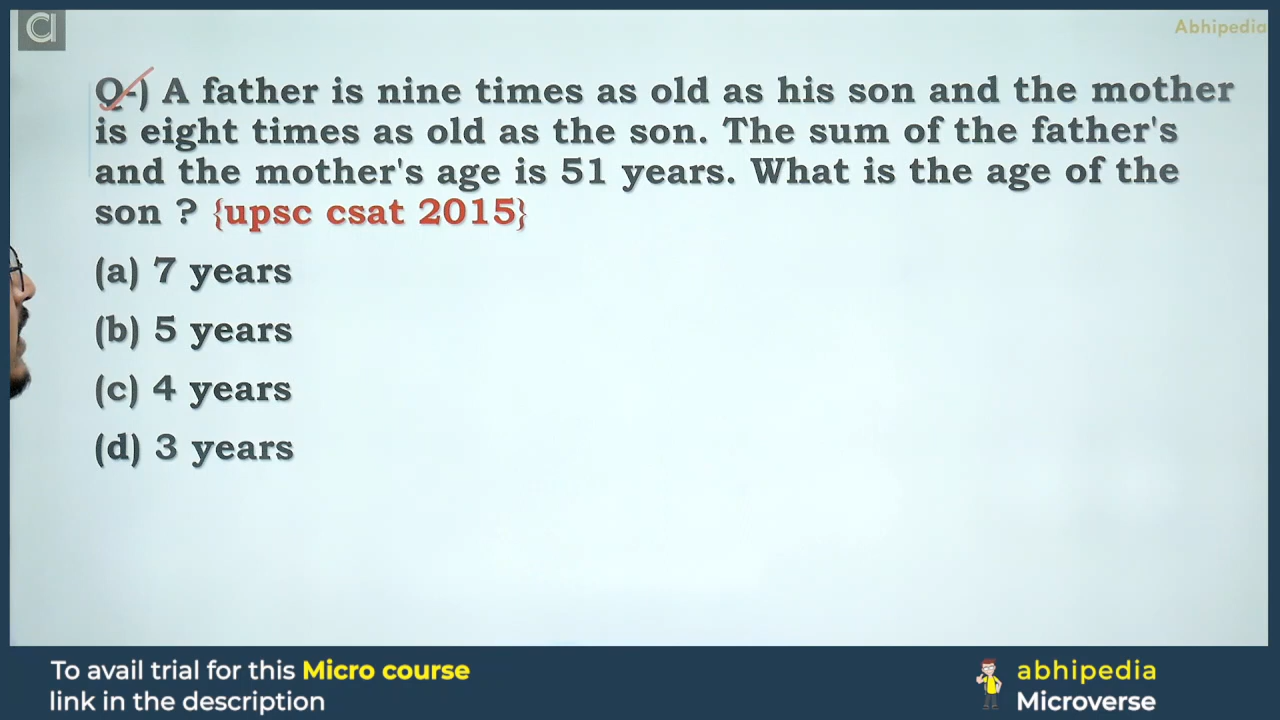 a
Abhipedia
Q-) A father is nine times as old as his son and the mother
is eight times as old as the son. The sum of the father's
and the mother's age is 51 years. What is the age of the
son ? {upsc csat 2015}
(a) 7 years
(b) 5 years
(c) 4 years
(d) 3 years
To avail trial for this Micro course
link in the description
abhipedia
Microverse